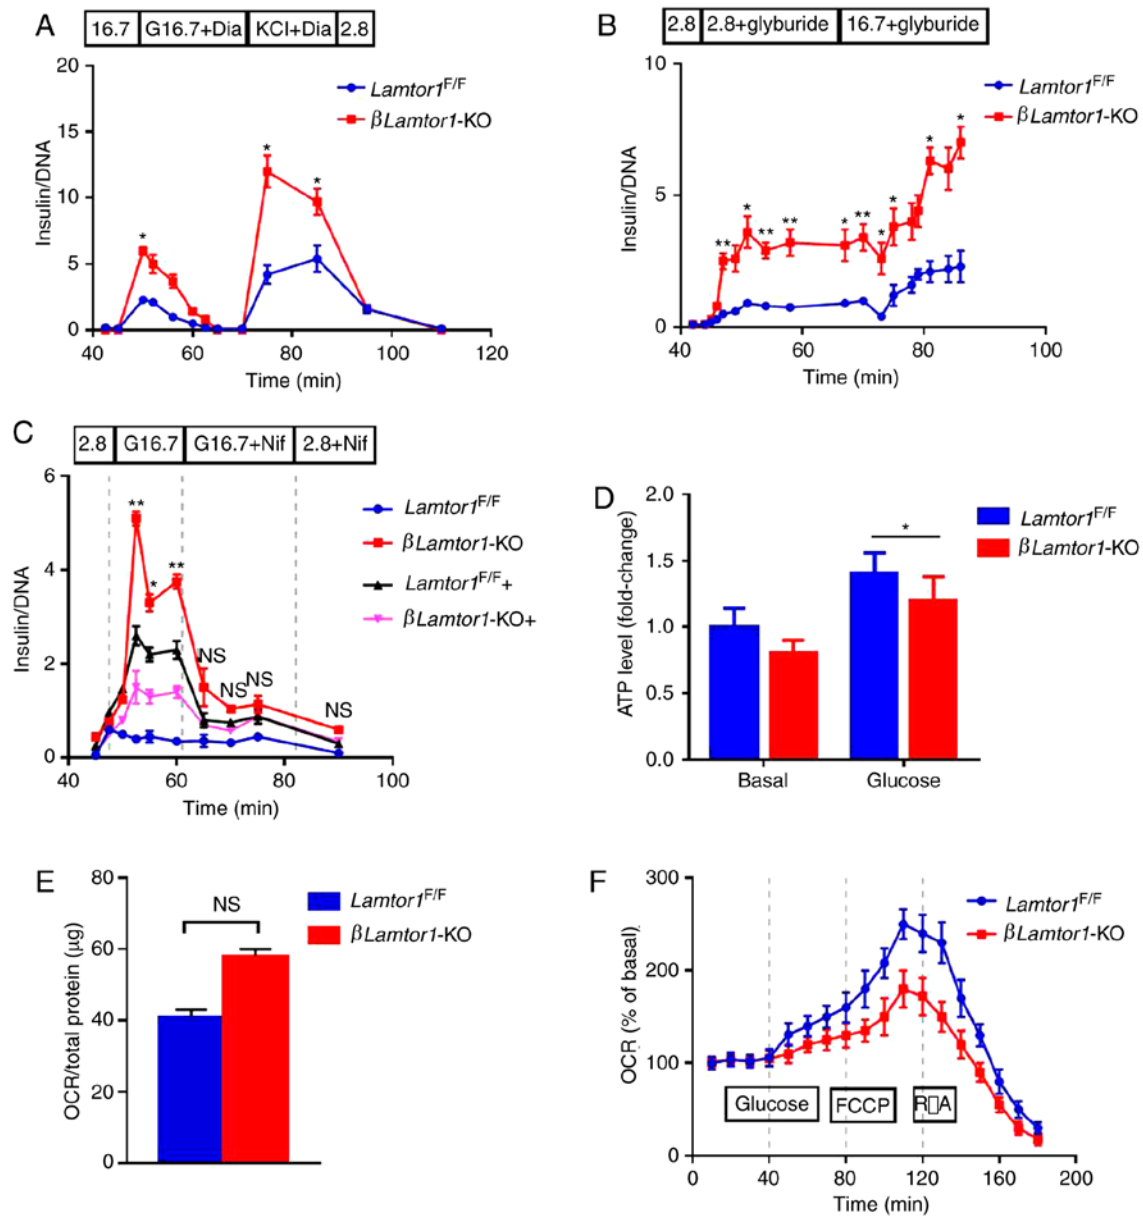 A
16.7 G16.7+Dia KCl+Dia 2.8
20
15
10
5
0
Insulin/DNA
40 60 80 100 120
Time (min)
Lamtor1F/F
βLamtor1-KO
*
*
*
B
2.8 2.8+glyburide 16.7+glyburide
10
5
0
Insulin/DNA
40 60 80 100
Time (min)
Lamtor1F/F
βLamtor1-KO
** * ** ** * ** * * * *
C
2.8 G16.7 G16.7+Nif 2.8+Nif
6
4
2
0
Insulin/DNA
40 60 80 100
Time (min)
** * **
NS NS NS NS
Lamtor1F/F
βLamtor1-KO
Lamtor1F/F+
βLamtor1-KO+
D
2.0
1.5
1.0
0.5
0.0
ATP level (fold-change)
Basal Glucose
*
Lamtor1F/F
βLamtor1-KO
E
80
60
40
20
0
OCR/total protein (µg)
NS
Lamtor1F/F
βLamtor1-KO
F
300
200
100
0
OCR (% of basal)
Glucose FCCP R▯A
0 40 80 120 160 200
Time (min)
Lamtor1F/F
βLamtor1-KO